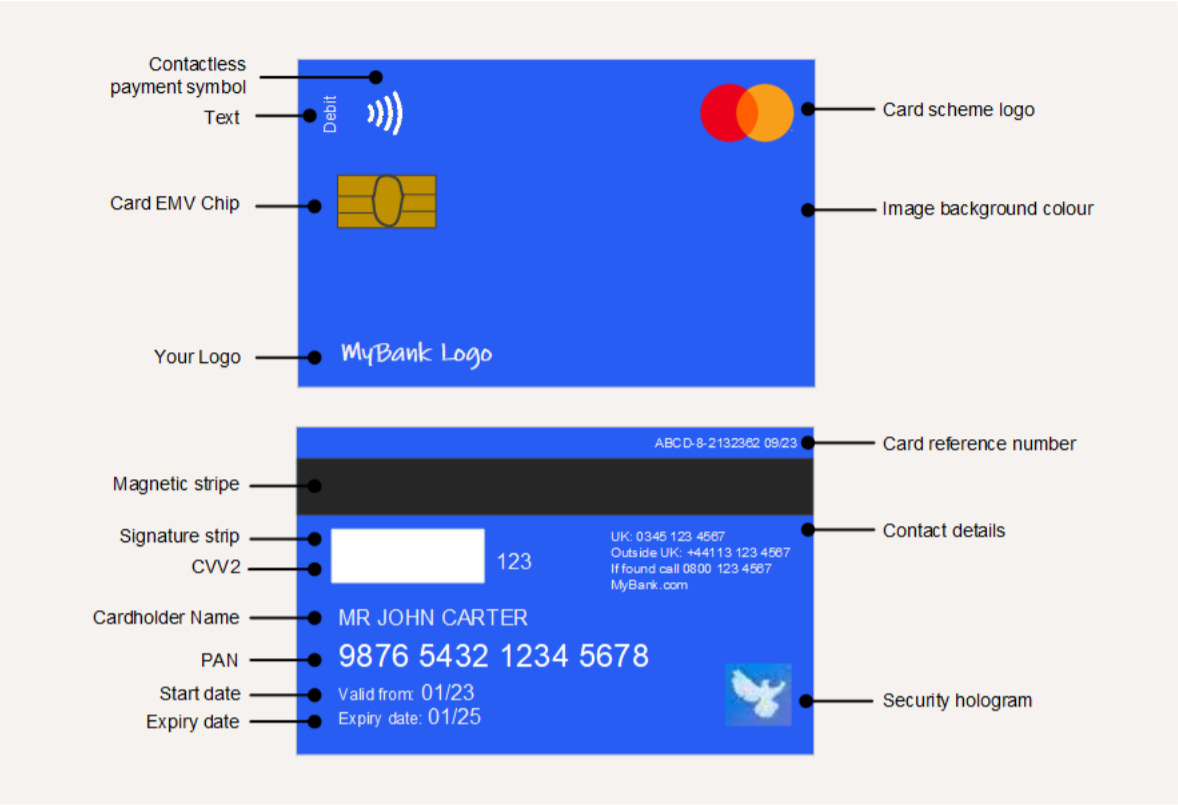 Contactless
payment symbol
Text
Debit
Card scheme logo
Card EMV Chip
Image background colour
Your Logo
MyBank Logo
ABCD-8-2132362 09/23
Card reference number
Magnetic stripe
Signature strip
CVV2
123
UK: 0345 123 4567
Outside UK: +44113 123 4567
If found call 0800 123 4567
MyBank.com
Contact details
Cardholder Name
MR JOHN CARTER
PAN
9876 5432 1234 5678
Start date
Valid from: 01/23
Expiry date
Expiry date: 01/25
Security hologram